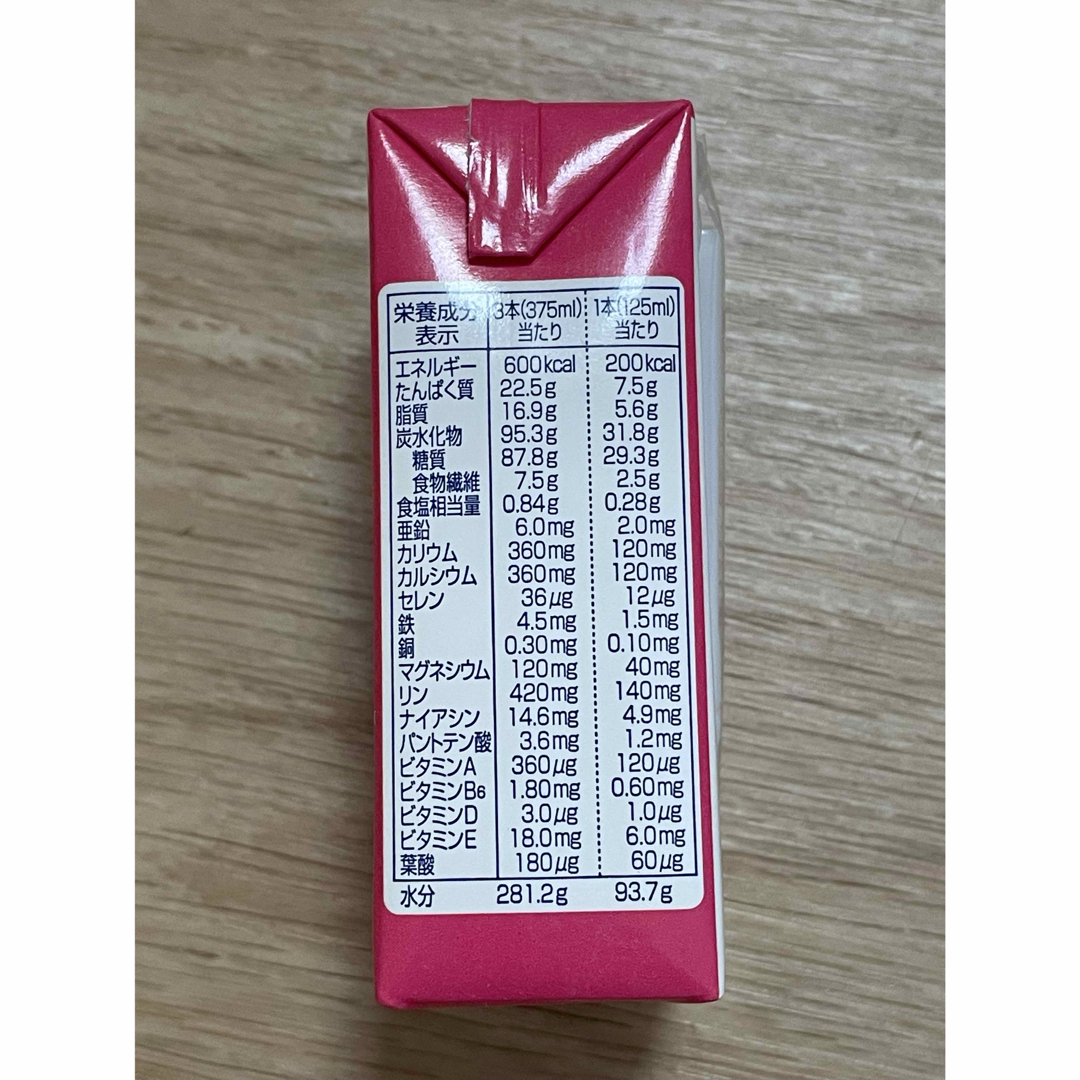 栄養成分表示 3本(375ml)当たり 1本(125ml)当たり
エネルギー 600kcal 200kcal
たんぱく質 22.5g 7.5g
脂質 16.9g 5.6g
炭水化物 95.3g 31.8g
糖質 87.8g 29.3g
食物繊維 7.5g 2.5g
食塩相当量 0.84g 0.28g
亜鉛 6.0mg 2.0mg
カリウム 360mg 120mg
カルシウム 360mg 120mg
セレン 36μg 12μg
鉄 4.5mg 1.5mg
銅 0.30mg 0.10mg
マグネシウム 120mg 40mg
リン 420mg 140mg
ナイアシン 14.6mg 4.9mg
パントテン酸 3.6mg 1.2mg
ビタミンA 360μg 120μg
ビタミンB6 1.80mg 0.60mg
ビタミンD 3.0μg 1.0μg
ビタミンE 18.0mg 6.0mg
葉酸 180μg 60μg
水分 281.2g 93.7g